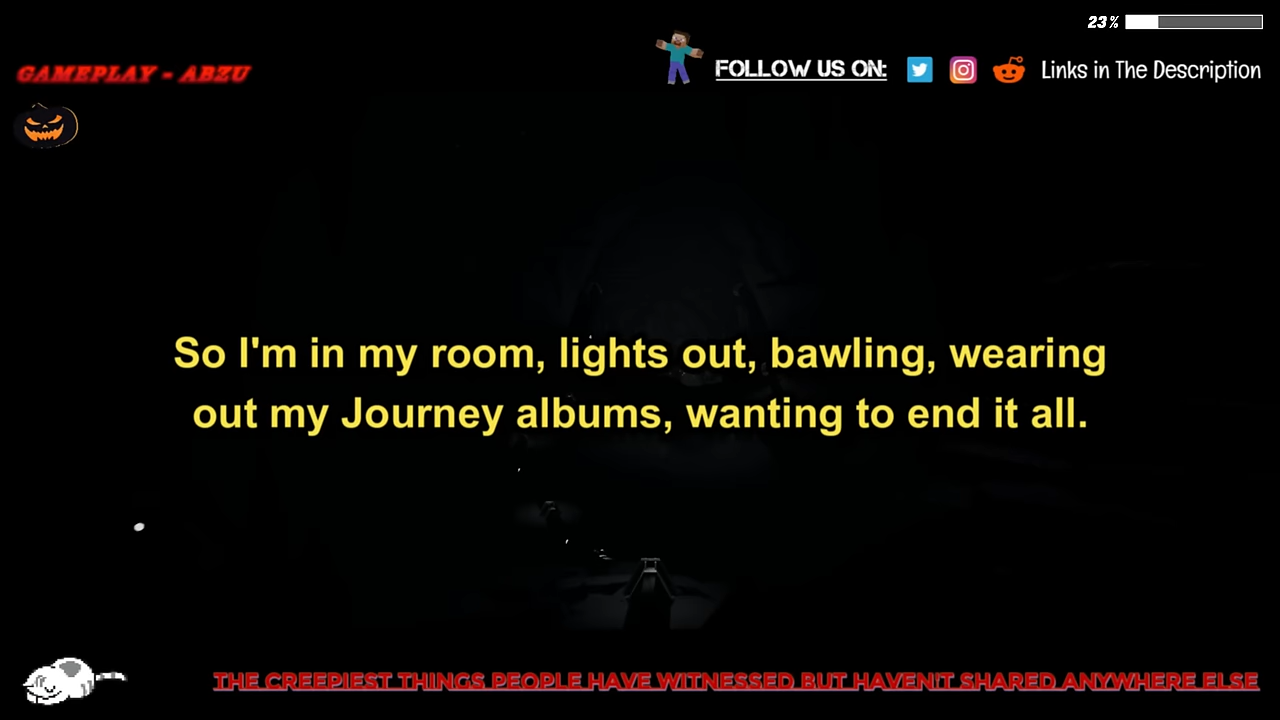 23%
GAMEPLAY - ABZU
FOLLOW US ON:
Links in The Description
So I'm in my room, lights out, bawling, wearing
out my Journey albums, wanting to end it all.
THE CREEPIEST THINGS PEOPLE HAVE WITNESSED BUT HAVEN'T SHARED ANYWHERE ELSE